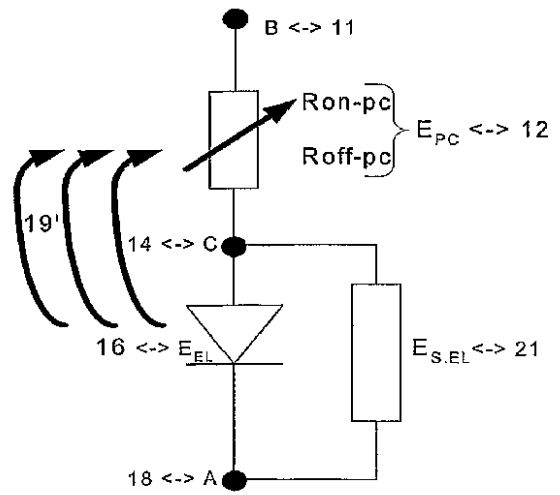 B <-> 11
Ron-pc
Roff-pc
E_PC <-> 12
19'
14 <-> C
16 <-> E_EL
E_S.EL <-> 21
18 <-> A